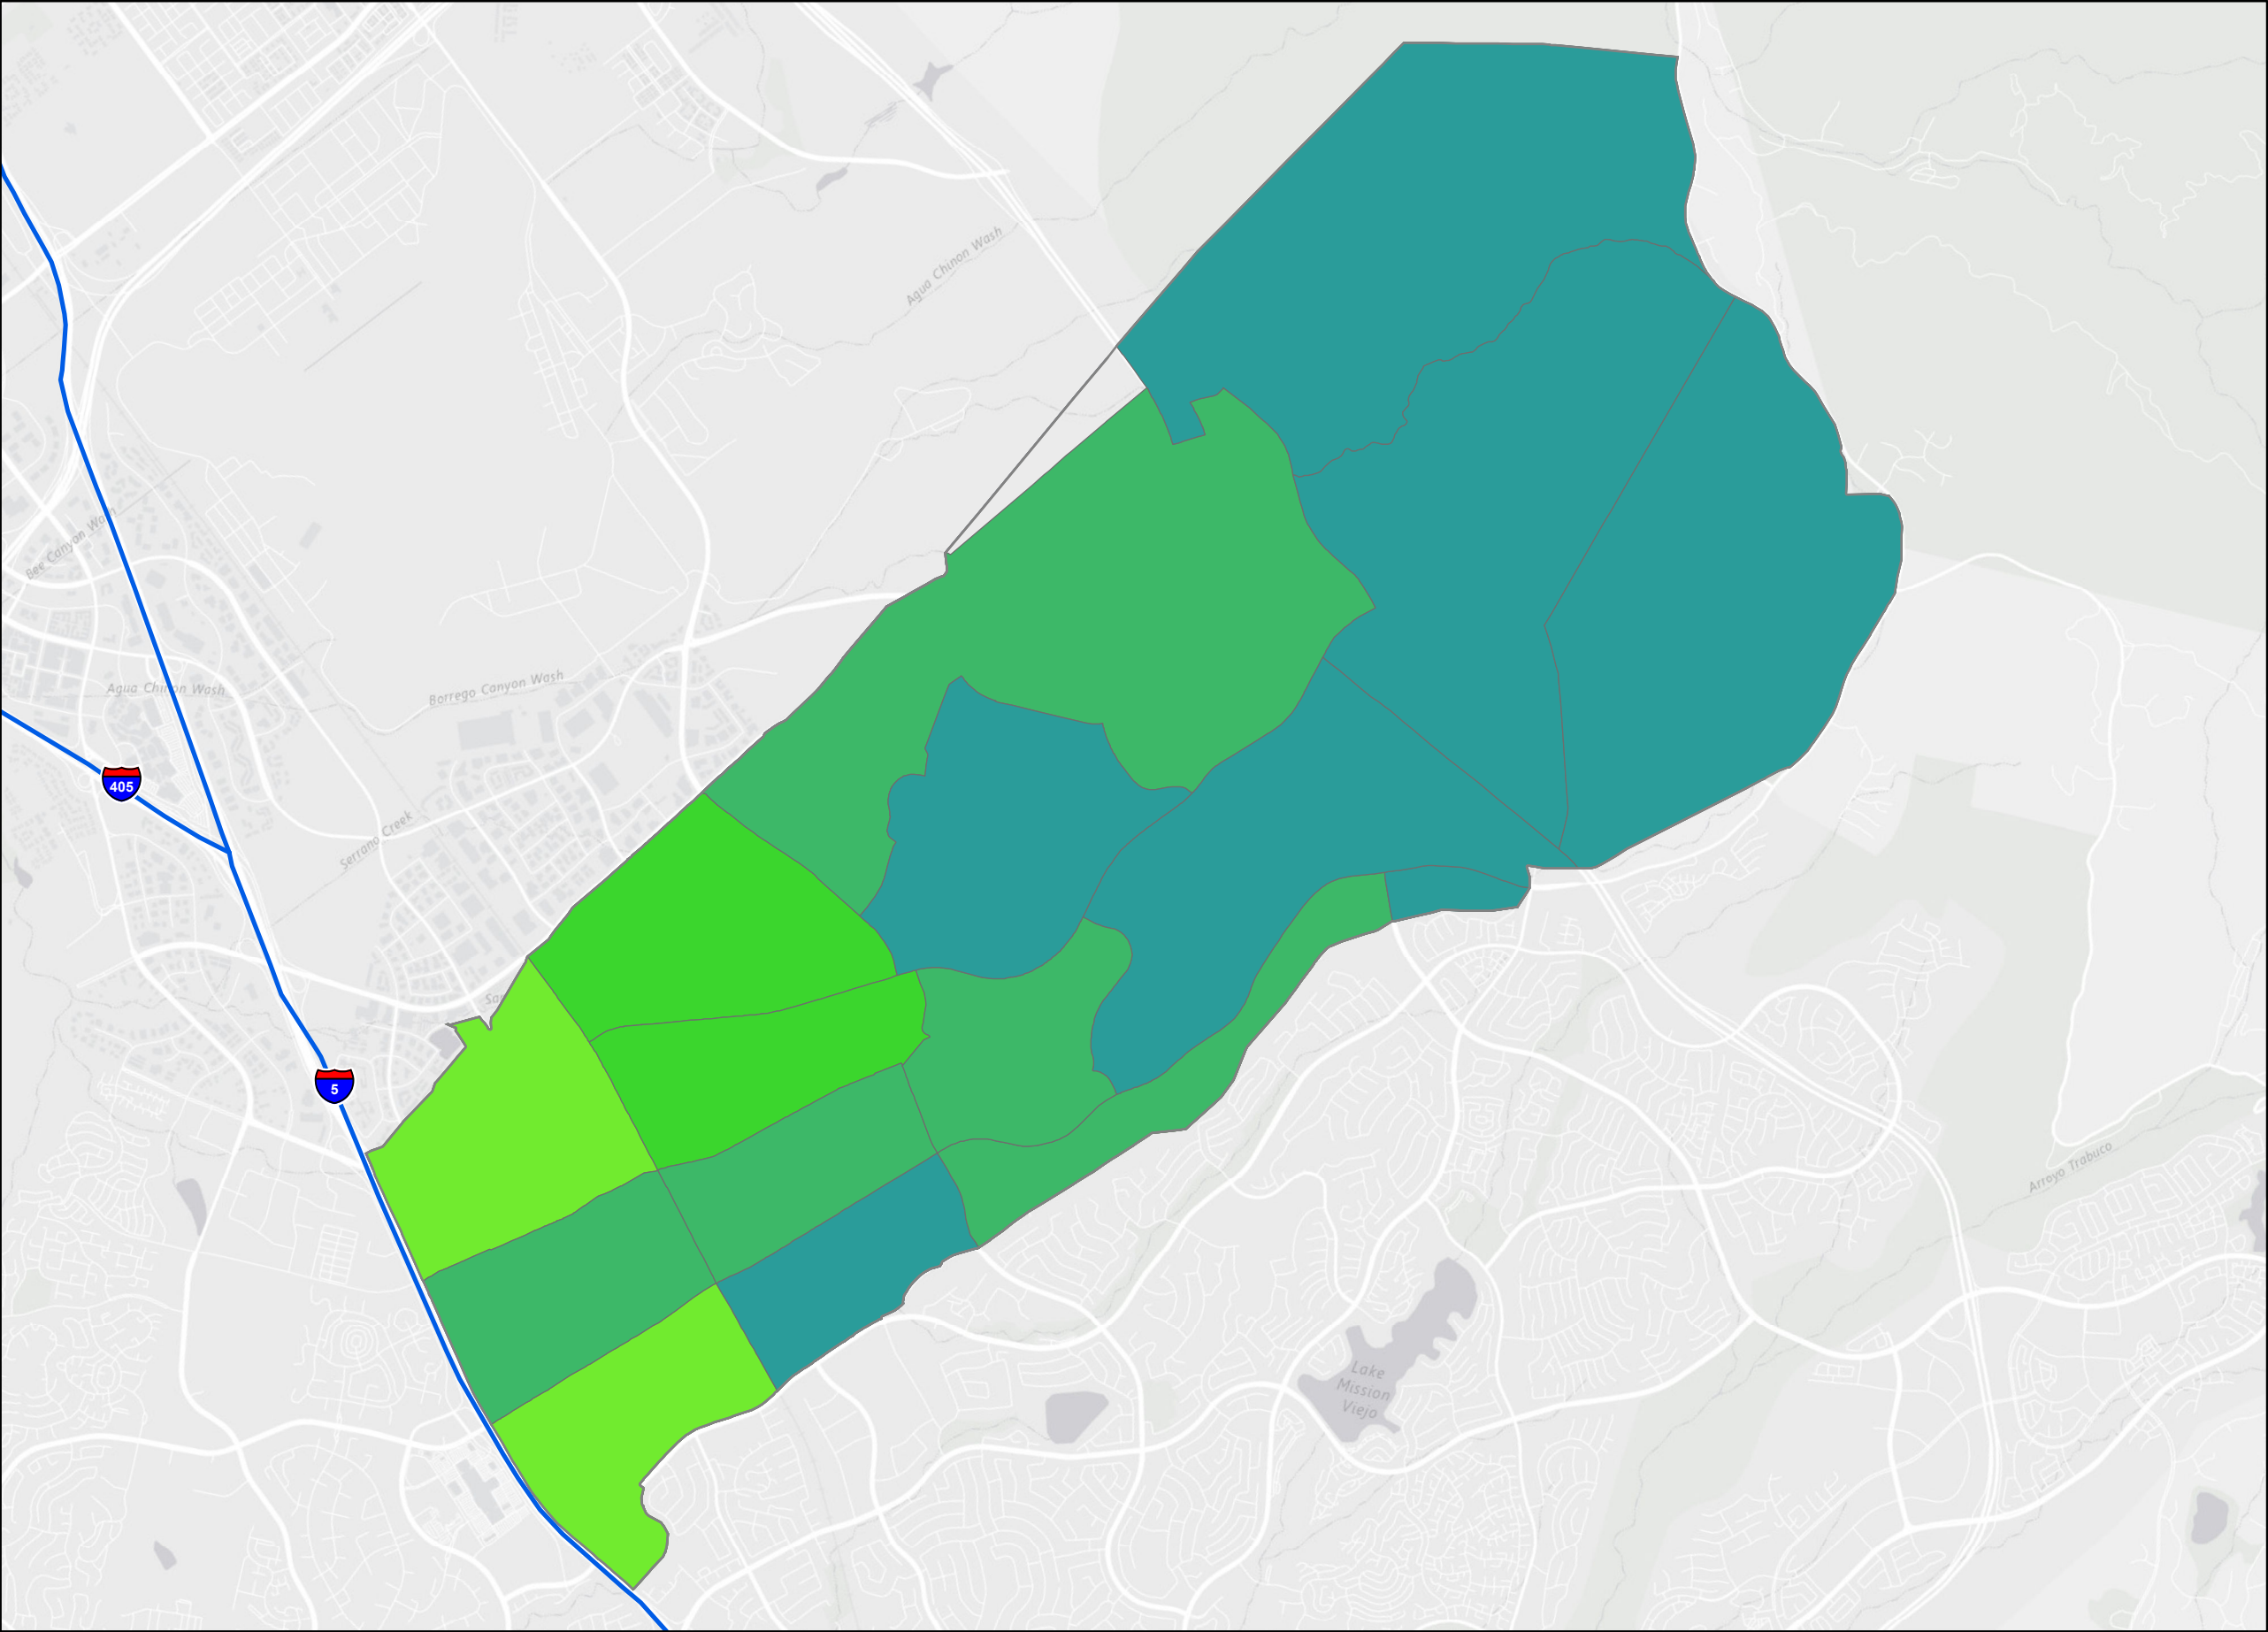 Agua Chinon Wash
Bee Canyon Wash
Agua Chinon Wash
Borrego Canyon Wash
405
Serrano Creek
5
Arroyo Trabuco
Lake
Mission
Viejo